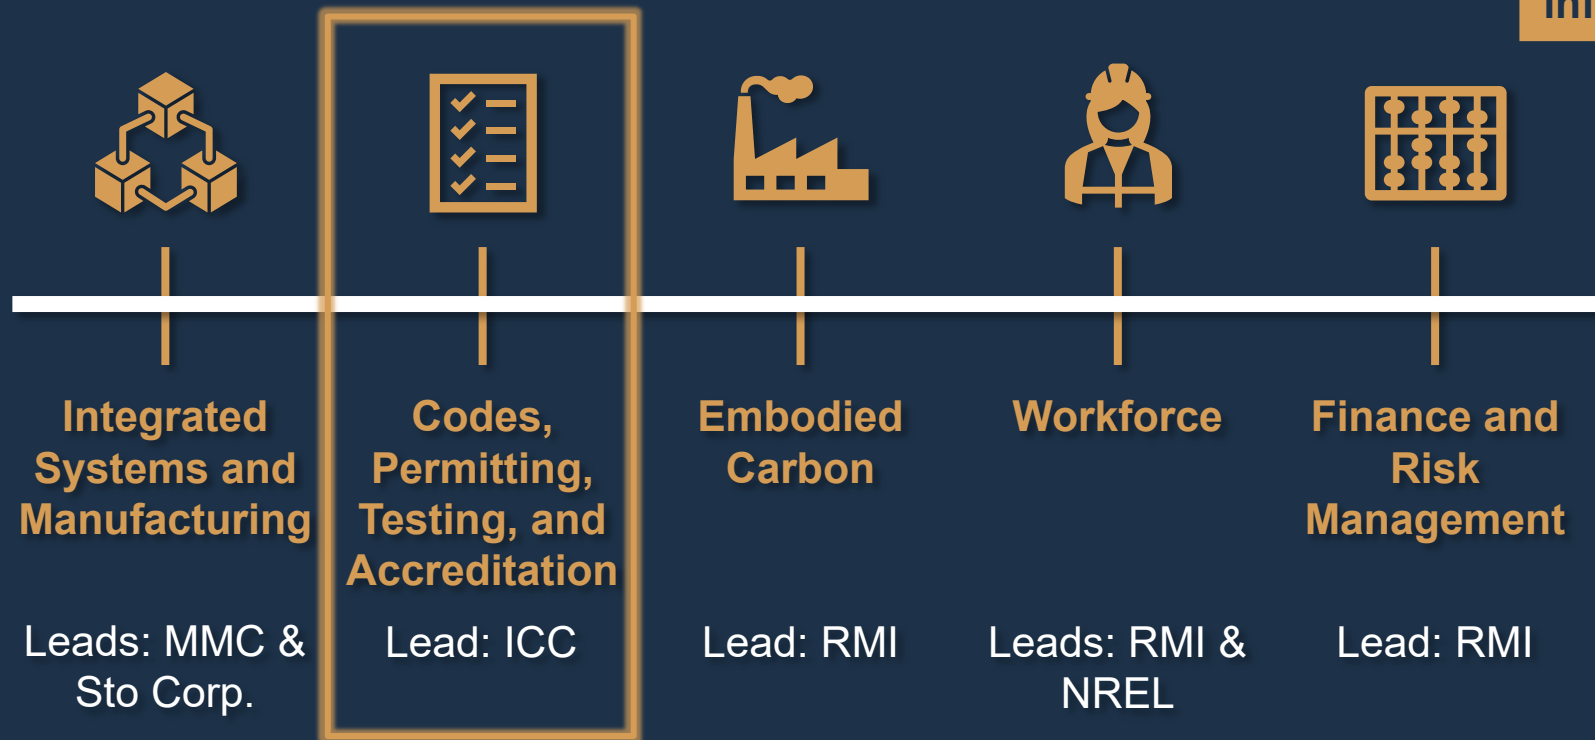 Integrated
Systems and
Manufacturing
Leads: MMC &
Sto Corp.
Codes,
Permitting,
Testing, and
Accreditation
Lead: ICC
Embodied
Carbon
Lead: RMI
Workforce
Leads: RMI &
NREL
Finance and
Risk
Management
Lead: RMI